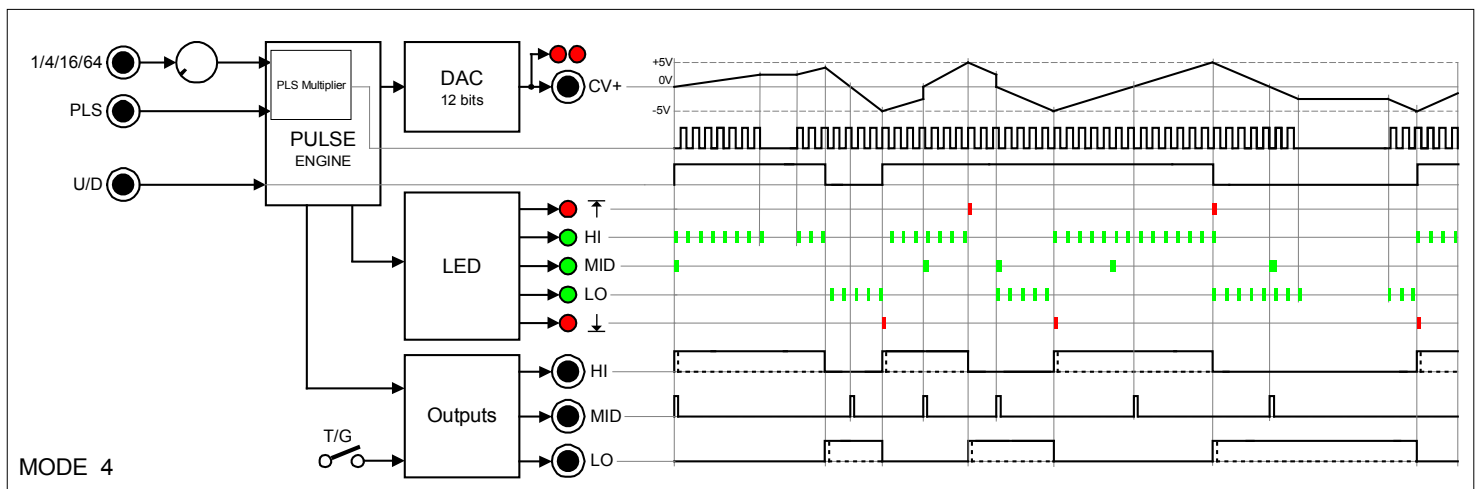 1/4/16/64
PLS Multiplier
DAC
12 bits
CV+
+5V
0V
-5V
PLS
PULSE
ENGINE
U/D
LED
HI
MID
LO
HI
Outputs
MID
T/G
LO
MODE 4